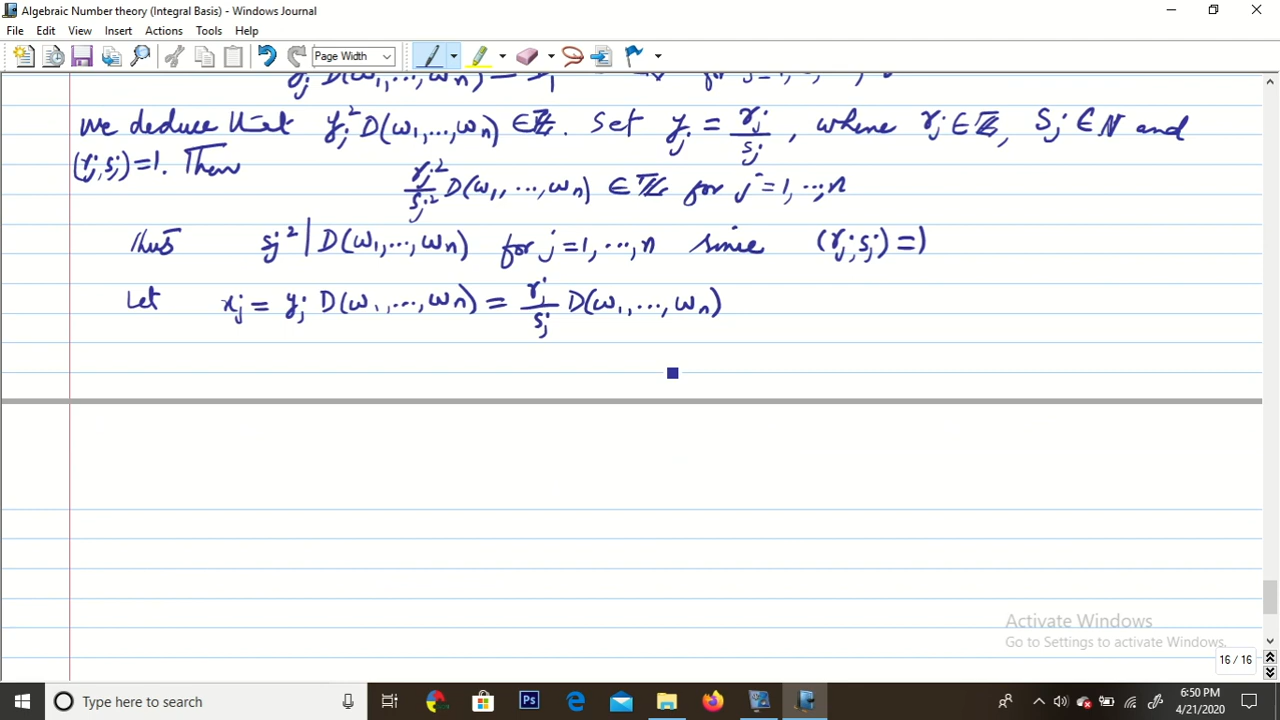 Algebraic Number theory (Integral Basis) - Windows Journal
File Edit View Insert Actions Tools Help
Page Width
D(ω₁,...,ωn)
We deduce that yj² D(ω₁,...,ωn) ∈ ℤ. Set yj = rj/sj, where rj ∈ ℤ, Sj ∈ N and
(rj,sj)=1. Then
rj²/sj² D(ω₁, ...,ωn) ∈ ℤ for j=1,...,n
Thus sj² | D(ω₁,...,ωn) for j=1,...,n since (rj,sj)=1
Let xj = yj D(ω₁,...,ωn) = rj/sj D(ω₁,...,ωn)
Activate Windows
Go to Settings to activate Windows.
16 / 16
Type here to search
Ps
6:50 PM
4/21/2020